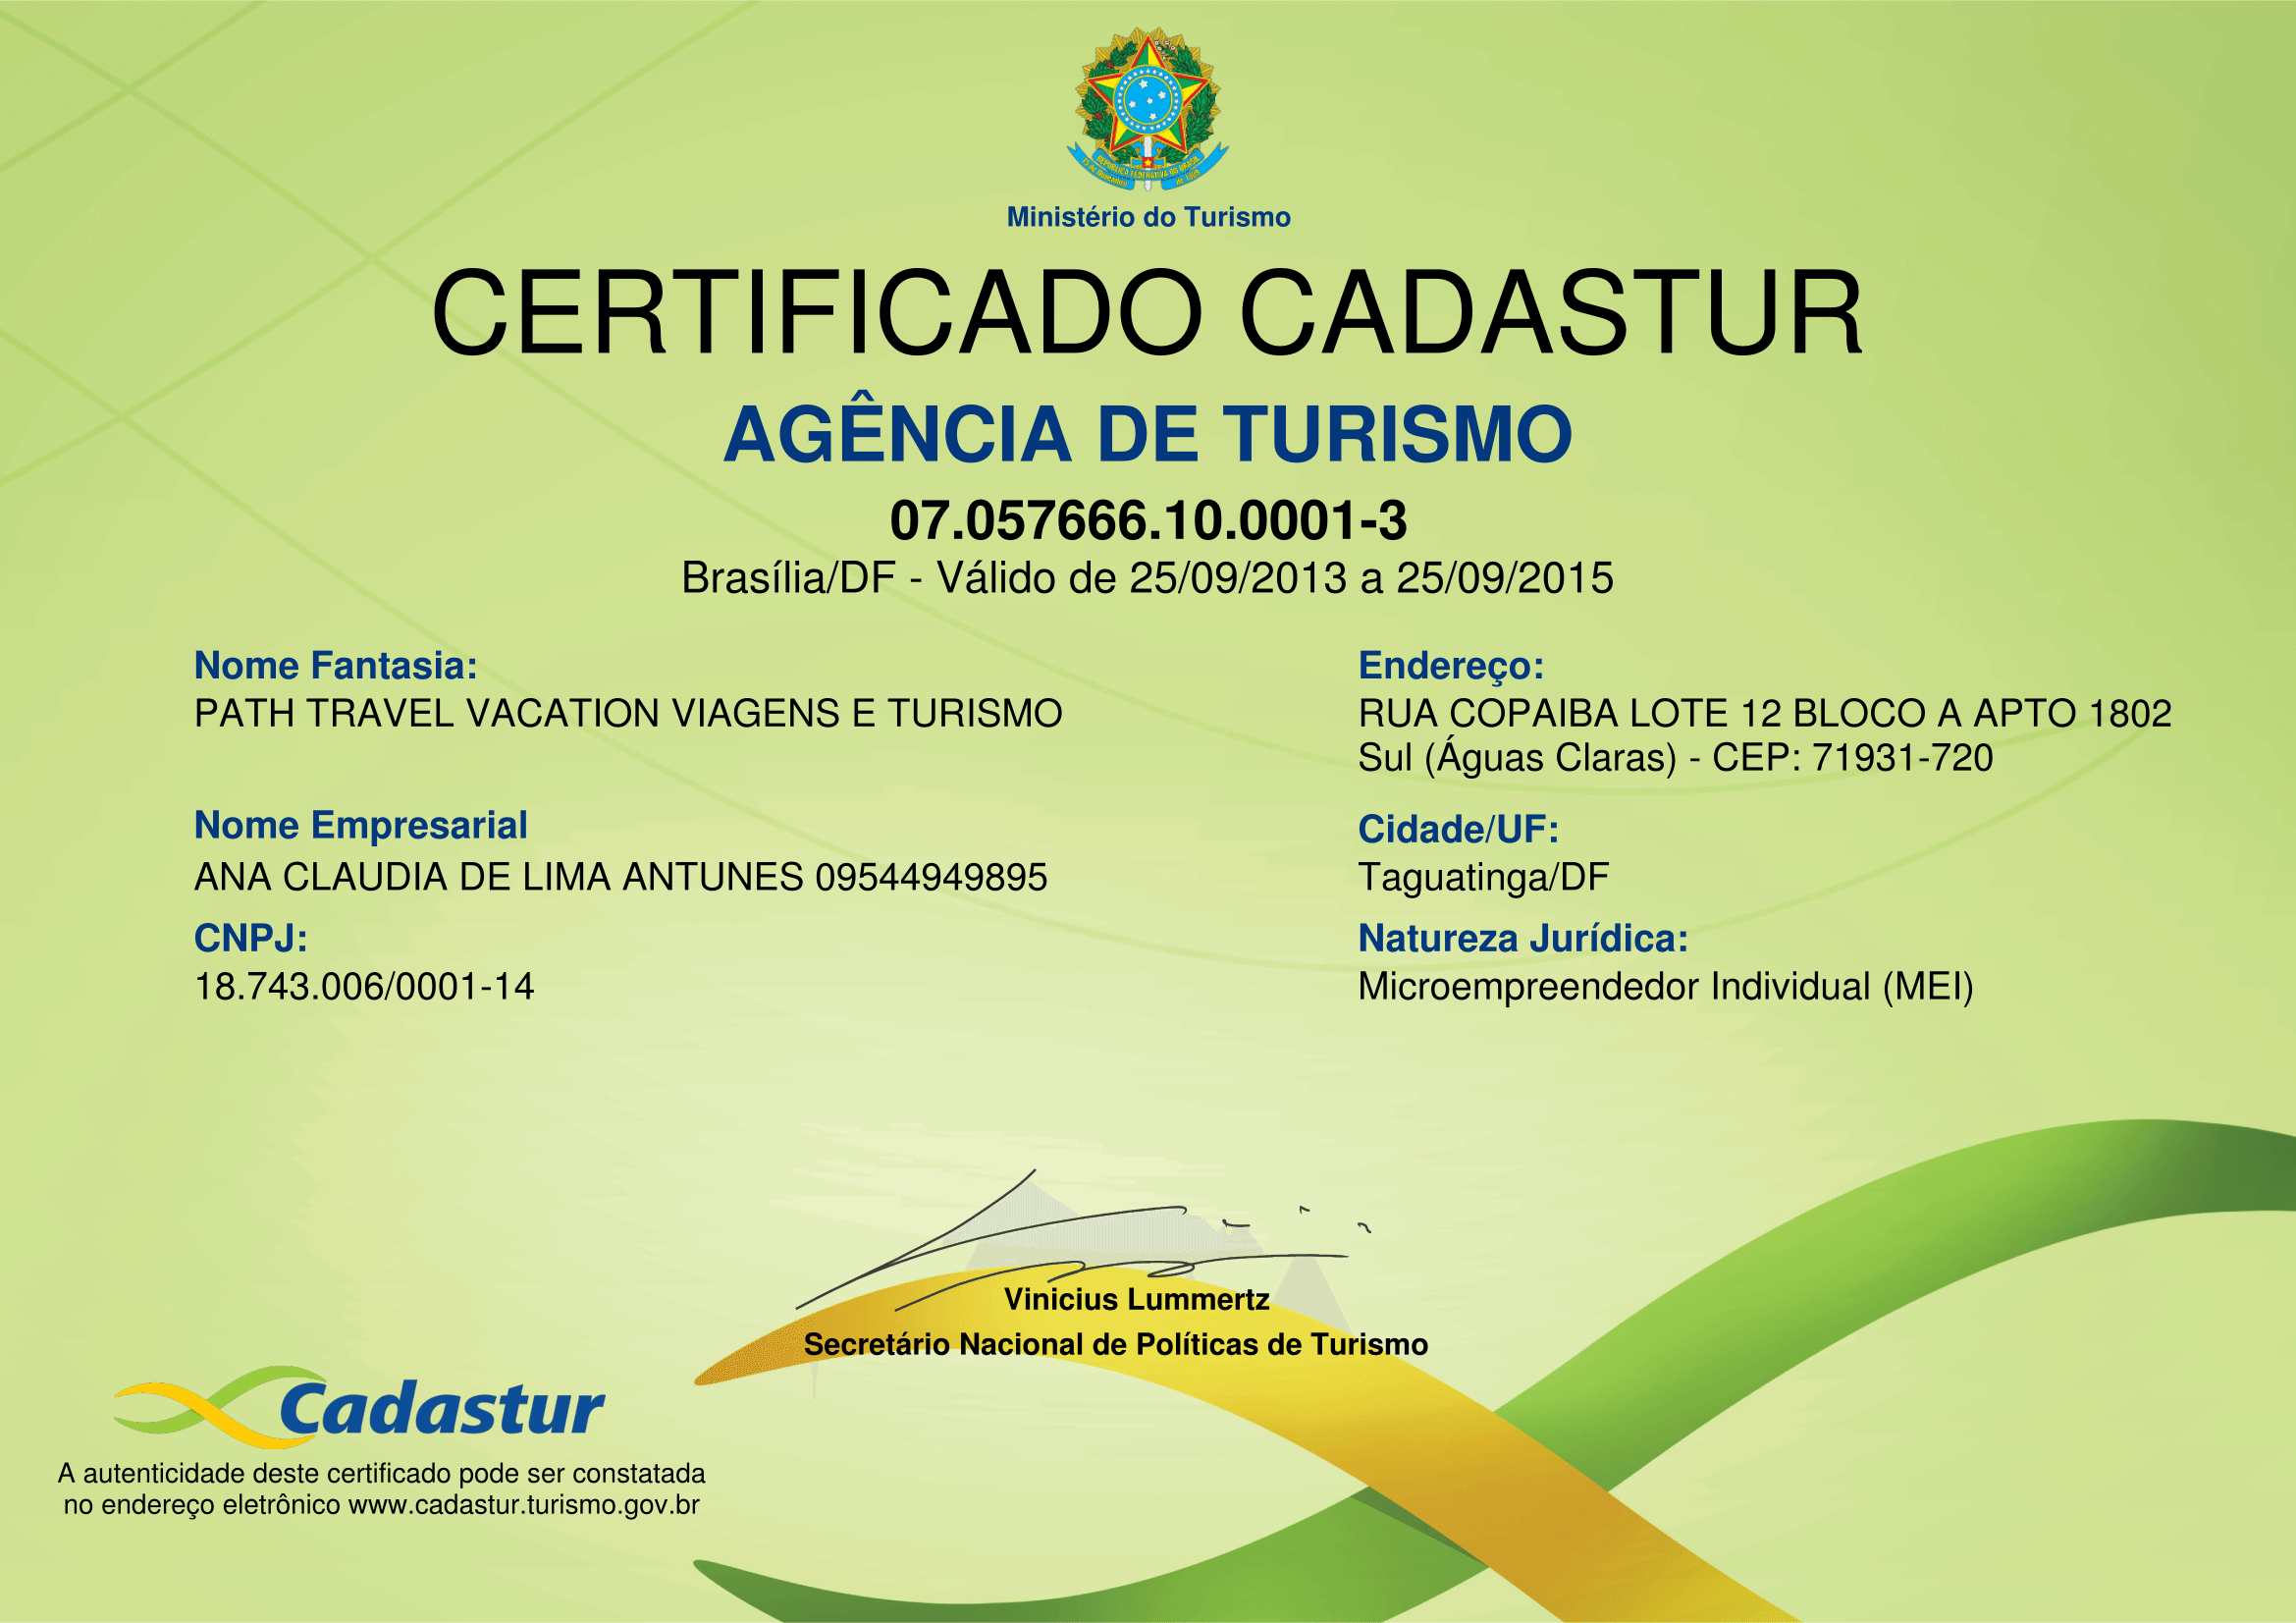 Ministério do Turismo
CERTIFICADO CADASTUR
AGÊNCIA DE TURISMO
07.057666.10.0001-3
Brasília/DF - Válido de 25/09/2013 a 25/09/2015
Nome Fantasia:
PATH TRAVEL VACATION VIAGENS E TURISMO
Nome Empresarial
ANA CLAUDIA DE LIMA ANTUNES 09544949895
CNPJ:
18.743.006/0001-14
Endereço:
RUA COPAIBA LOTE 12 BLOCO A APTO 1802
Sul (Águas Claras) - CEP: 71931-720
Cidade/UF:
Taguatinga/DF
Natureza Jurídica:
Microempreendedor Individual (MEI)
Vinicius Lummertz
Secretário Nacional de Políticas de Turismo
Cadastur
A autenticidade deste certificado pode ser constatada
no endereço eletrônico www.cadastur.turismo.gov.br